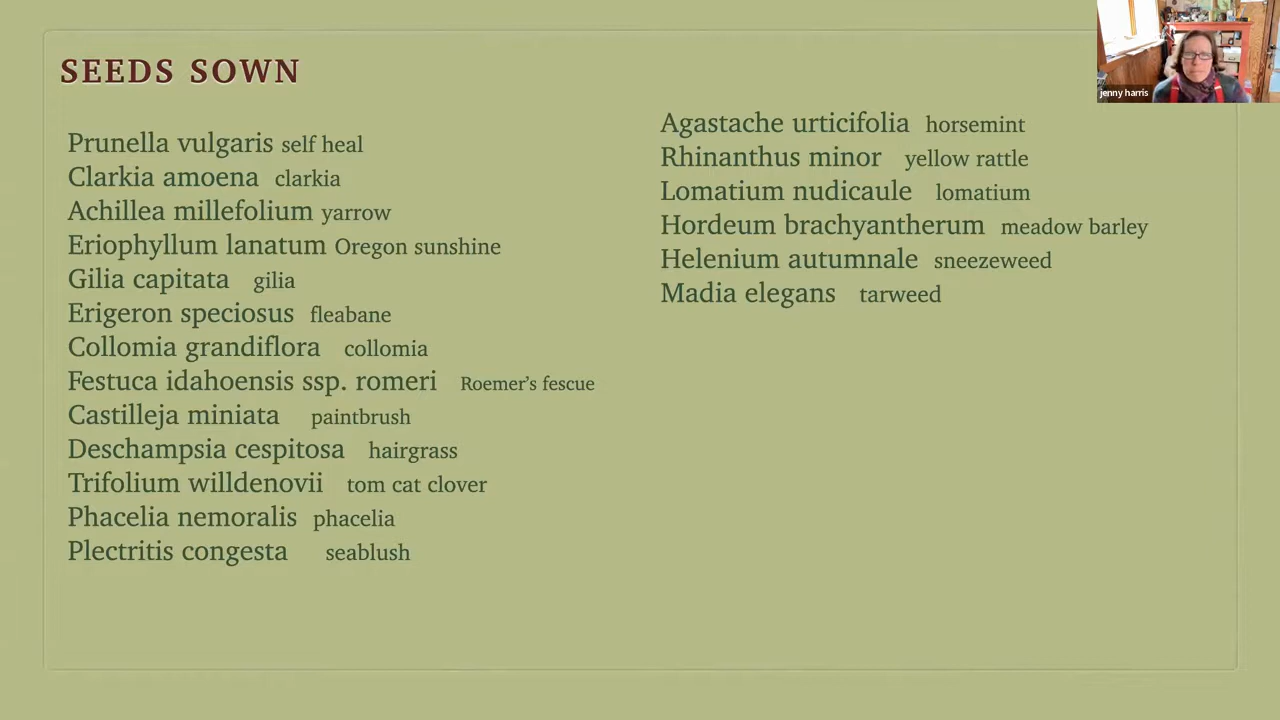 SEEDS SOWN
Prunella vulgaris self heal
Clarkia amoena clarkia
Achillea millefolium yarrow
Eriophyllum lanatum Oregon sunshine
Gilia capitata gilia
Erigeron speciosus fleabane
Collomia grandiflora collomia
Festuca idahoensis ssp. romeri Roemer's fescue
Castilleja miniata paintbrush
Deschampsia cespitosa hairgrass
Trifolium willdenovii tom cat clover
Phacelia nemoralis phacelia
Plectritis congesta seablush
Agastache urticifolia horsemint
Rhinanthus minor yellow rattle
Lomatium nudicaule lomatium
Hordeum brachyantherum meadow barley
Helenium autumnale sneezeweed
Madia elegans tarweed
jenny harris